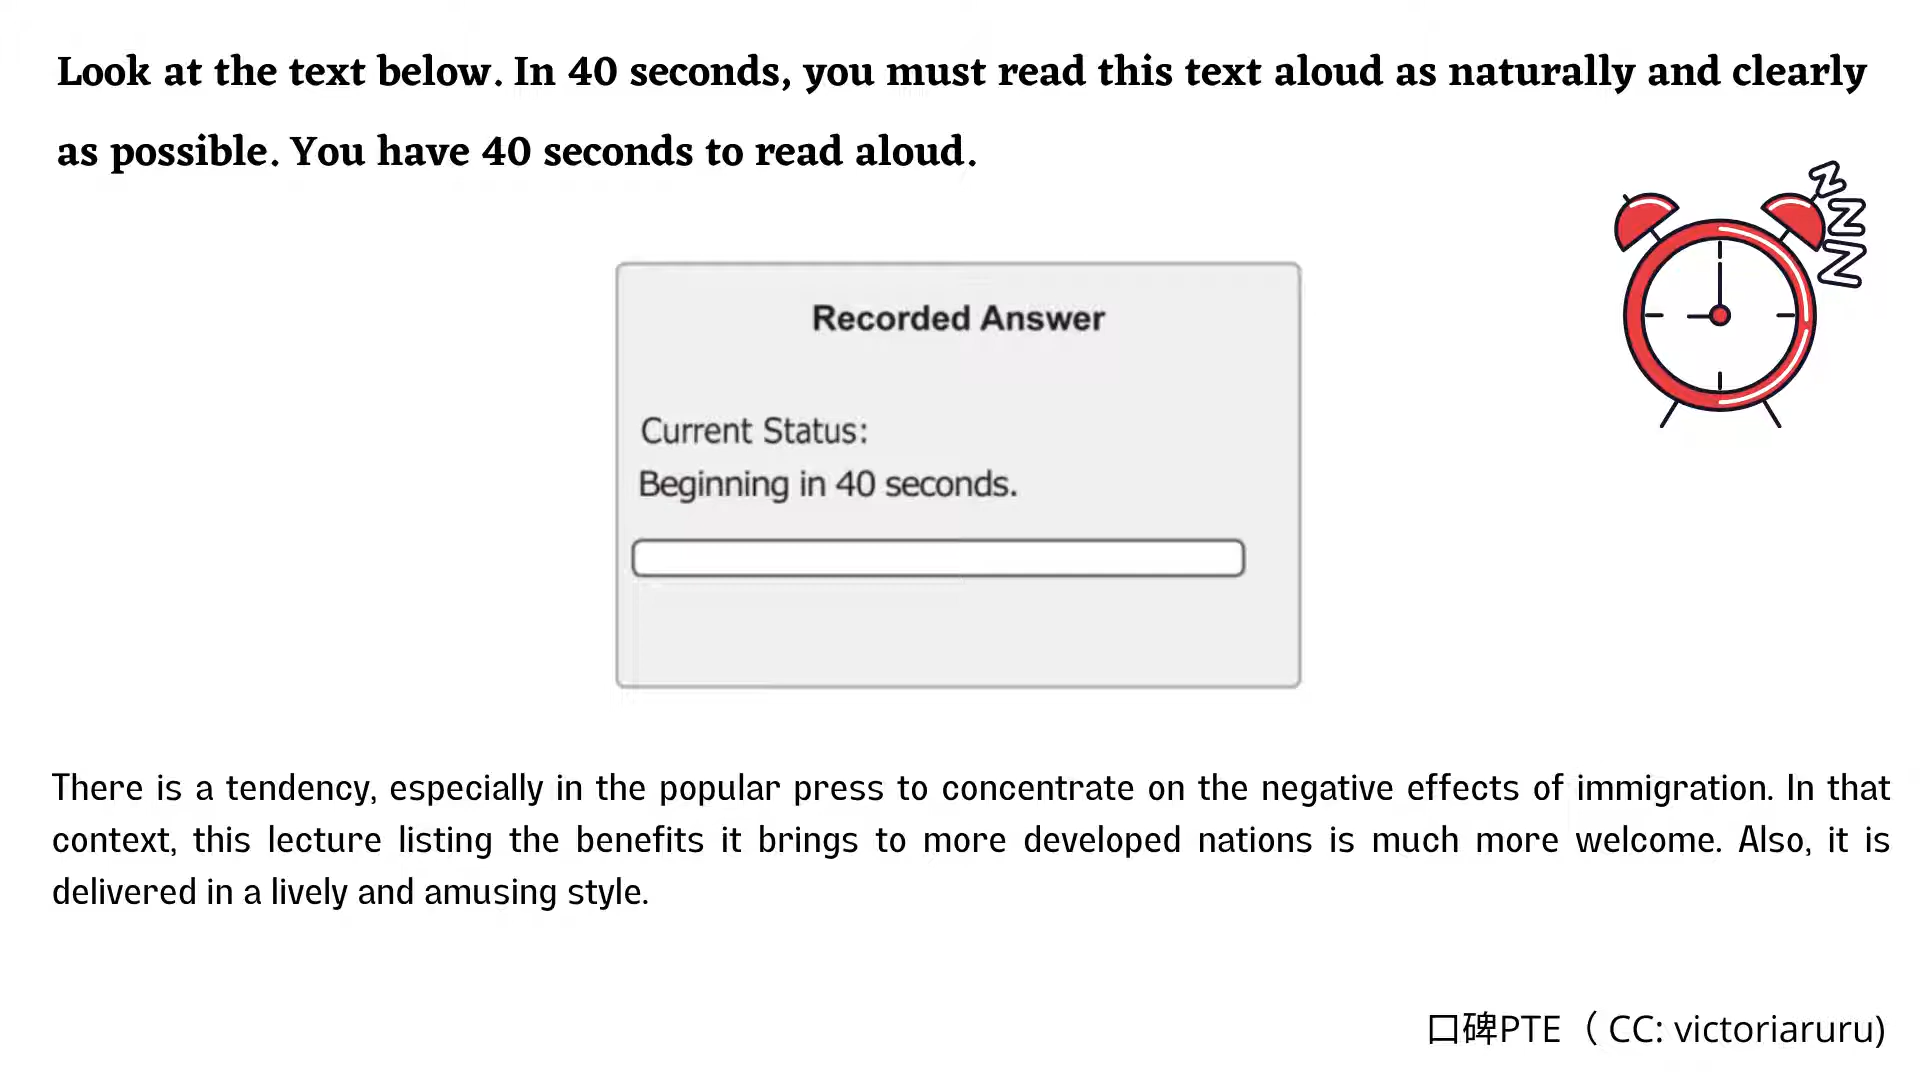 Look at the text below. In 40 seconds, you must read this text aloud as naturally and clearly
as possible. You have 40 seconds to read aloud.
Recorded Answer
Current Status:
Beginning in 40 seconds.
There is a tendency, especially in the popular press to concentrate on the negative effects of immigration. In that
context, this lecture listing the benefits it brings to more developed nations is much more welcome. Also, it is
delivered in a lively and amusing style.
口碑PTE（ CC: victoriaruru)